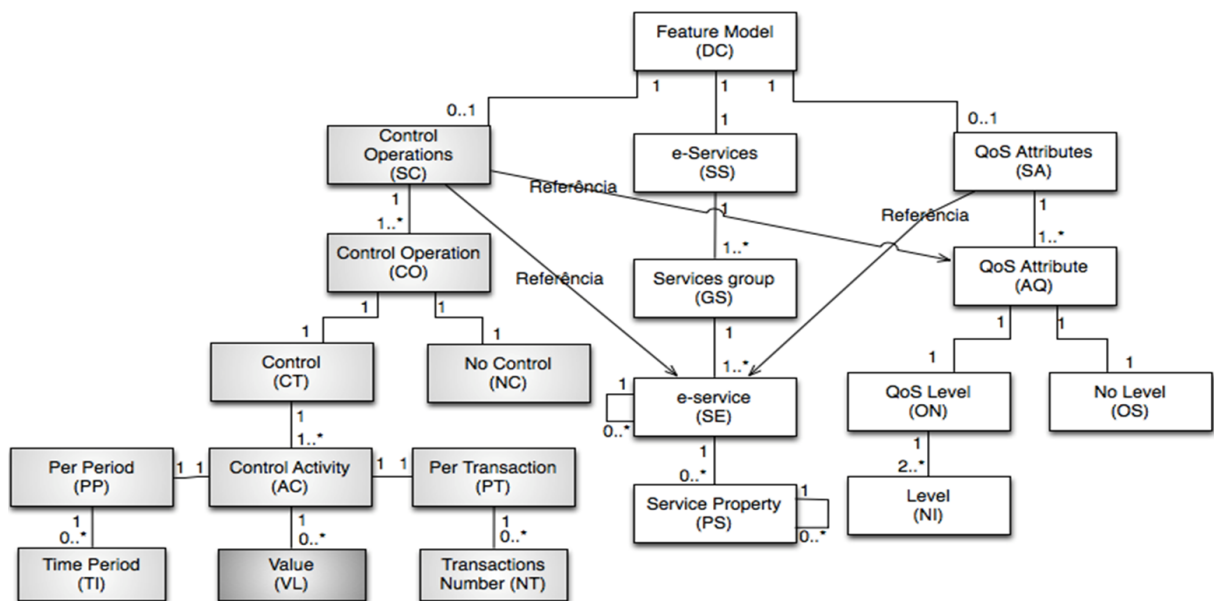 Feature Model
(DC)
1
1
1
0..1
1
0..1
Control
Operations
(SC)
e-Services
(SS)
QoS Attributes
(SA)
Referência
Referência
1
1
1
1..*
1..*
1..*
Control Operation
(CO)
Services group
(GS)
QoS Attribute
(AQ)
Referência
1
1
1
1
1
1
1
1
1
1..*
Control
(CT)
No Control
(NC)
e-service
(SE)
QoS Level
(ON)
No Level
(OS)
1
0..*
1
1..*
1
0..*
1
2..*
Per Period
(PP)
1
1
Control Activity
(AC)
1
1
Per Transaction
(PT)
Service Property
(PS)
1
0..*
Level
(NI)
1
0..*
1
0..*
1
0..*
Time Period
(TI)
Value
(VL)
Transactions
Number (NT)